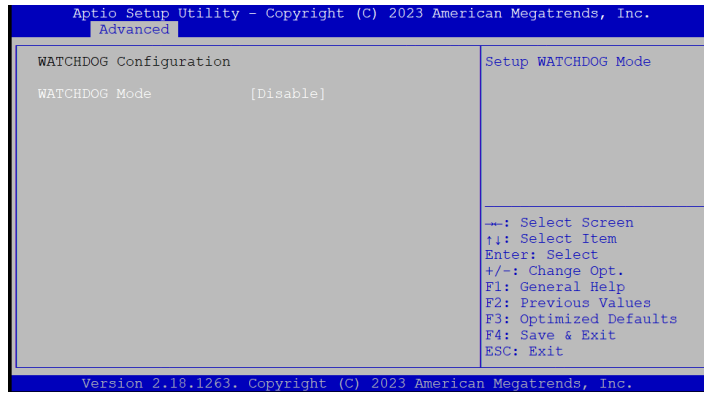 Aptio Setup Utility – Copyright (C) 2023 American Megatrends, Inc.
Advanced
WATCHDOG Configuration
WATCHDOG Mode [Disable]
Setup WATCHDOG Mode
→←: Select Screen
↑↓: Select Item
Enter: Select
+/-: Change Opt.
F1: General Help
F2: Previous Values
F3: Optimized Defaults
F4: Save & Exit
ESC: Exit
Version 2.18.1263. Copyright (C) 2023 American Megatrends, Inc.